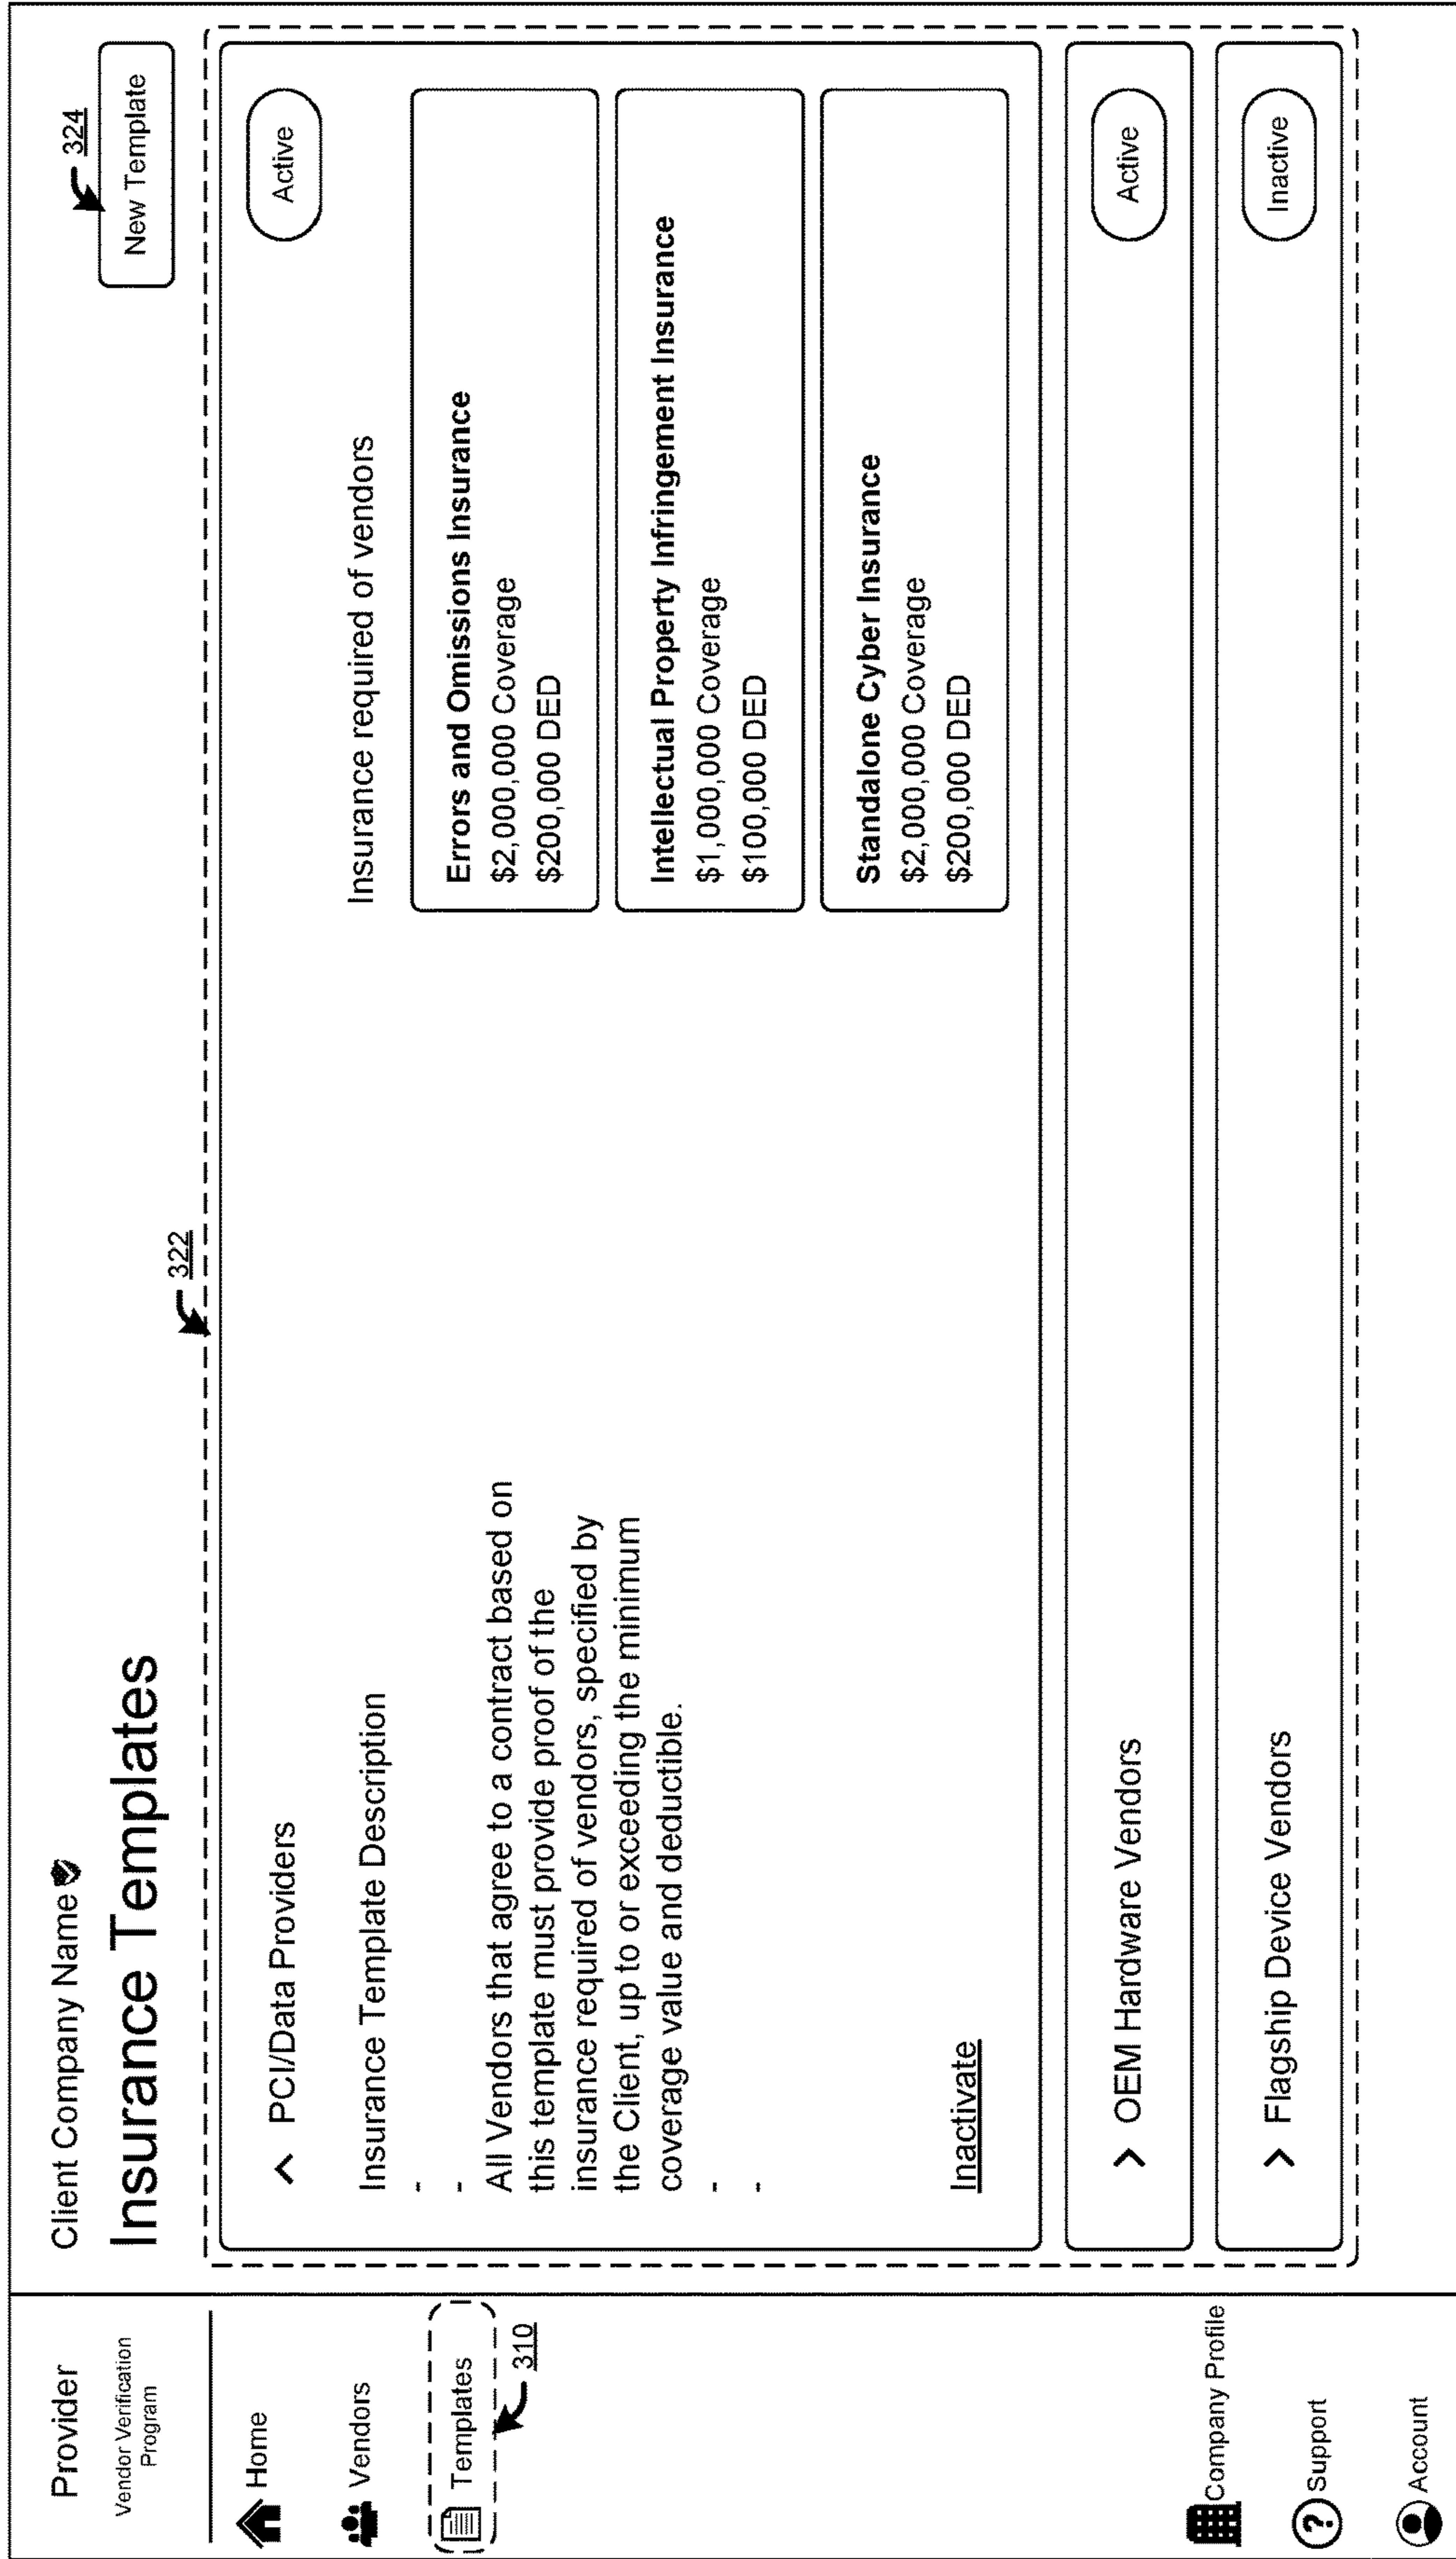 Provider
Vendor Verification
Program
Home
Vendors
Templates
310
Company Profile
Support
Account
Client Company Name
Insurance Templates
324
New Template
322
PCI/Data Providers
Active
Insurance Template Description
-
-
All Vendors that agree to a contract based on
this template must provide proof of the
insurance required of vendors, specified by
the Client, up to or exceeding the minimum
coverage value and deductible.
-
-
Inactivate
Insurance required of vendors
Errors and Omissions Insurance
$2,000,000 Coverage
$200,000 DED
Intellectual Property Infringement Insurance
$1,000,000 Coverage
$100,000 DED
Standalone Cyber Insurance
$2,000,000 Coverage
$200,000 DED
OEM Hardware Vendors
Active
Flagship Device Vendors
Inactive